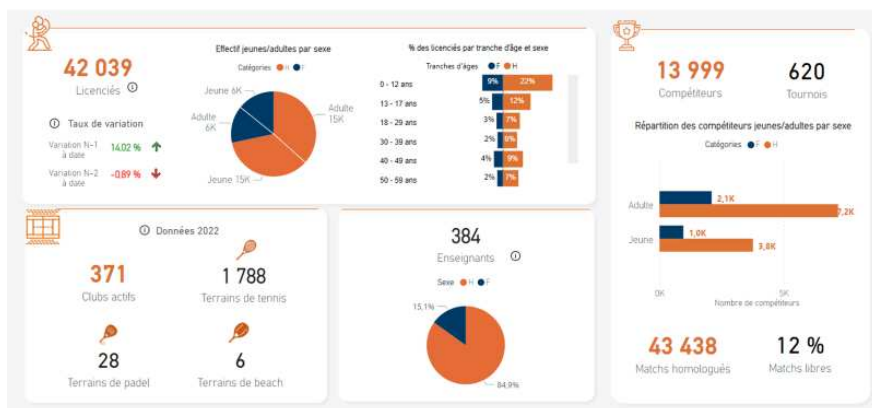 42 039
Licenciés
Taux de variation
Variation N-1
à date
14.02 %
Variation N-2
à date
-0.89 %
Effectif jeunes/adultes par sexe
Catégories H F
Jeune 6K
Adulte
6K
Adulte
15K
Jeune 15K
% des licenciés par tranche d'âge et sexe
Tranches d'âges F H
0 - 12 ans 9% 22%
13 - 17 ans 5% 12%
18 - 29 ans 3% 7%
30 - 39 ans 2% 9%
40 - 49 ans 4% 9%
50 - 59 ans 2% 7%
13 999
Compétiteurs
620
Tournois
Répartition des compétiteurs jeunes/adultes par sexe
Catégories F H
Adulte
2,1K
7,2K
Jeune
1,0K
3,8K
0K
5K
Nombre de compétiteurs
43 438
Matchs homologués
12 %
Matchs libres
Données 2022
371
Clubs actifs
1 788
Terrains de tennis
28
Terrains de padel
6
Terrains de beach
384
Enseignants
Sexe H F
15,1%
84,9%